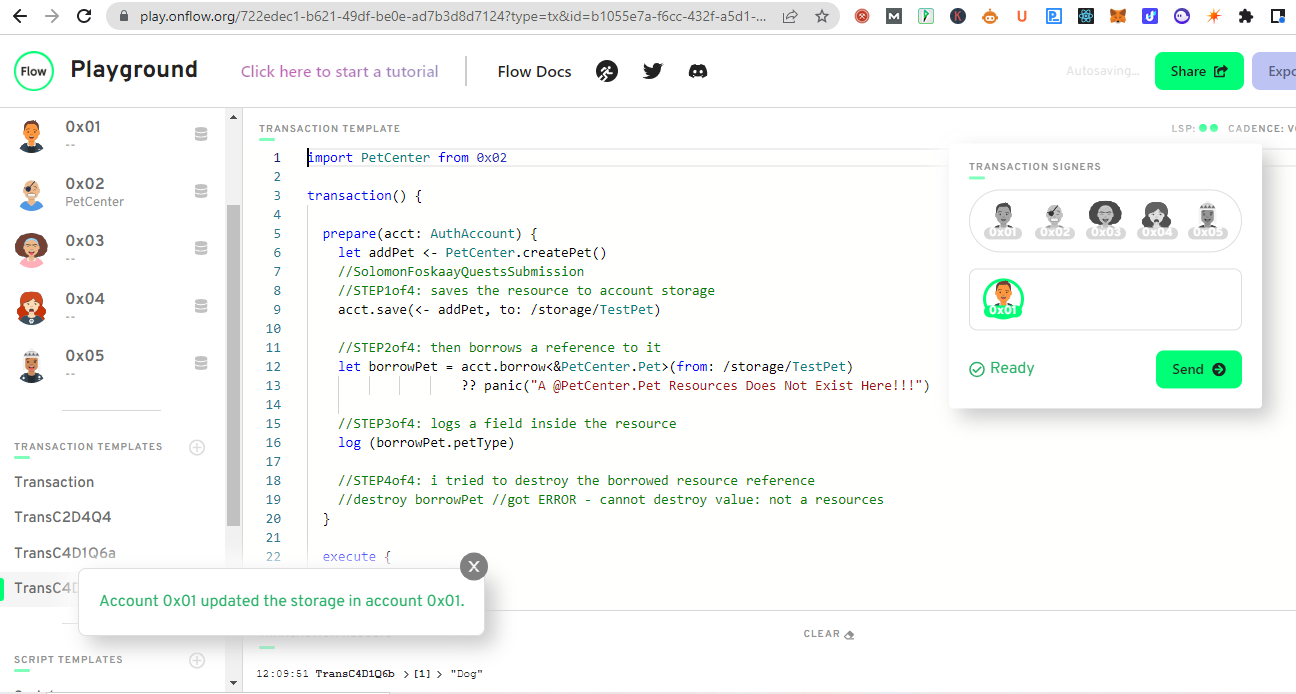 play.onflow.org/722edec1-b621-49df-be0e-ad7b3d8d7124?type=tx&id=b1055e7a-f6cc-432f-a5d1-...
Flow
Playground
Click here to start a tutorial
Flow Docs
Autosaving...
Share
Expo
0x01
--
0x02
PetCenter
0x03
--
0x04
--
0x05
--
TRANSACTION TEMPLATES
Transaction
TransC2D4Q4
TransC4D1Q6a
TransC4D
SCRIPT TEMPLATES
TRANSACTION TEMPLATE
LSP:
CADENCE: V
1 import PetCenter from 0x02
2
3 transaction() {
4
5 prepare(acct: AuthAccount) {
6 let addPet <- PetCenter.createPet()
7 //SolomonFoskaayQuestsSubmission
8 //STEP1of4: saves the resource to account storage
9 acct.save(<- addPet, to: /storage/TestPet)
10
11 //STEP2of4: then borrows a reference to it
12 let borrowPet = acct.borrow<&PetCenter.Pet>(from: /storage/TestPet)
13 ?? panic("A @PetCenter.Pet Resources Does Not Exist Here!!!")
14
15 //STEP3of4: logs a field inside the resource
16 log (borrowPet.petType)
17
18 //STEP4of4: i tried to destroy the borrowed resource reference
19 //destroy borrowPet //got ERROR - cannot destroy value: not a resources
20 }
21
22 execute {
TRANSACTION SIGNERS
0x01 0x02 0x03 0x04 0x05
0x01
Ready
Send
X
Account 0x01 updated the storage in account 0x01.
CLEAR
12:09:51 TransC4D1Q6b > [1] > "Dog"